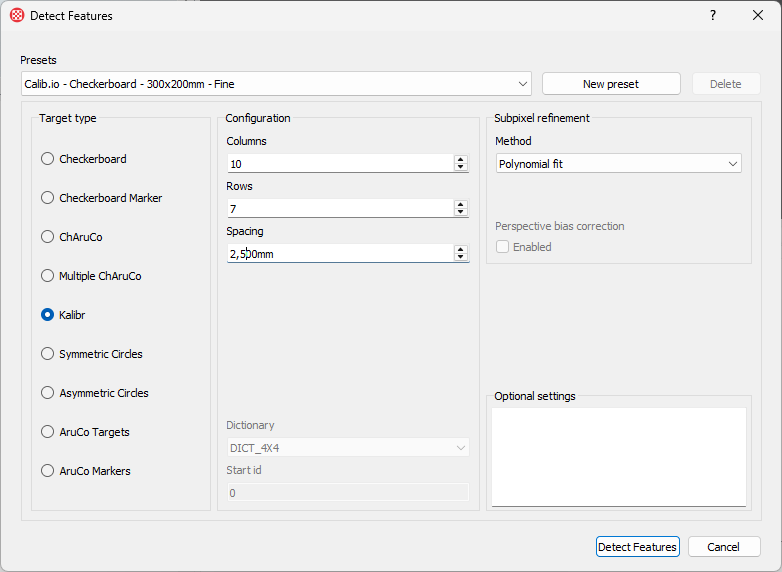 Detect Features
?
Presets
Calib.io - Checkerboard - 300x200mm - Fine
New preset
Delete
Target type
Checkerboard
Checkerboard Marker
ChAruCo
Multiple ChAruCo
Kalibr
Symmetric Circles
Asymmetric Circles
AruCo Targets
AruCo Markers
Configuration
Columns
10
Rows
7
Spacing
2,500mm
Dictionary
DICT_4X4
Start id
0
Subpixel refinement
Method
Polynomial fit
Perspective bias correction
Enabled
Optional settings
Detect Features
Cancel